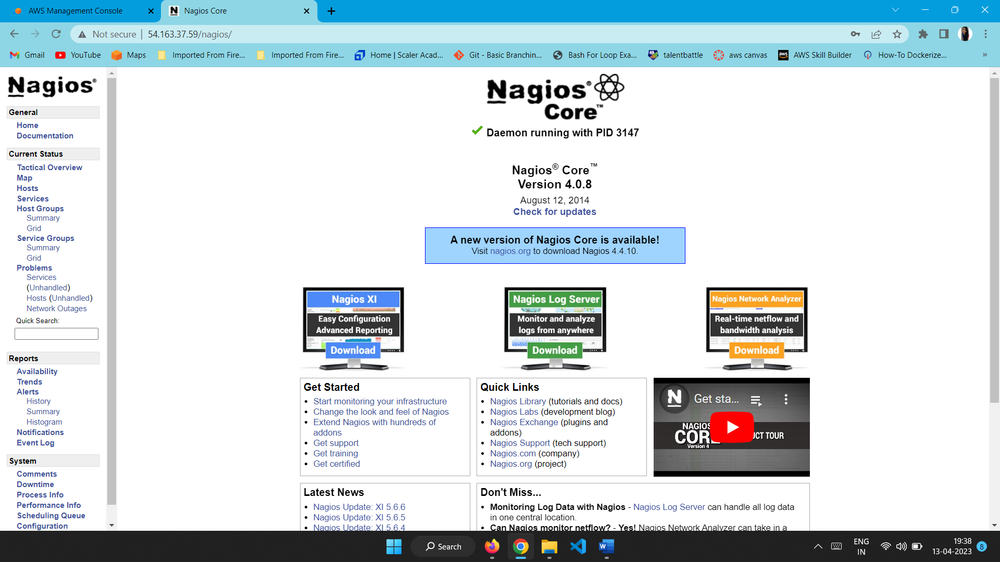 AWS Management Console
Nagios Core
Not secure | 54.163.37.59/nagios/
Gmail
YouTube
Maps
Imported From Fire...
Imported From Fire...
Home | Scaler Acad...
Git - Basic Branchin...
Bash For Loop Exa...
talentbattle
aws canvas
AWS Skill Builder
How-To Dockerize...
»
Nagios®
General
Home
Documentation
Current Status
Tactical Overview
Map
Hosts
Services
Host Groups
Summary
Grid
Service Groups
Summary
Grid
Problems
Services
(Unhandled)
Hosts (Unhandled)
Network Outages
Quick Search:
Reports
Availability
Trends
Alerts
History
Summary
Histogram
Notifications
Event Log
System
Comments
Downtime
Process Info
Performance Info
Scheduling Queue
Configuration
Nagios®
Core™
Daemon running with PID 3147
Nagios® Core™
Version 4.0.8
August 12, 2014
Check for updates
A new version of Nagios Core is available!
Visit nagios.org to download Nagios 4.4.10.
Nagios XI
Easy Configuration
Advanced Reporting
Download
Nagios Log Server
Monitor and analyze
logs from anywhere
Download
Nagios Network Analyzer
Real-time netflow and
bandwidth analysis
Download
Get Started
• Start monitoring your infrastructure
• Change the look and feel of Nagios
• Extend Nagios with hundreds of
addons
• Get support
• Get training
• Get certified
Quick Links
• Nagios Library (tutorials and docs)
• Nagios Labs (development blog)
• Nagios Exchange (plugins and
addons)
• Nagios Support (tech support)
• Nagios.com (company)
• Nagios.org (project)
N
Get sta...
NAGIOS
CORE
UCT TOUR
Version 4
Latest News
• Nagios Update: XI 5.6.6
• Nagios Update: XI 5.6.5
• Nagios Update: XI 5.6.4
Don't Miss...
• Monitoring Log Data with Nagios - Nagios Log Server can handle all log data
in one central location.
• Can Nagios monitor netflow? - Yes! Nagios Network Analyzer can take in a
Search
ENG
IN
19:38
13-04-2023
8